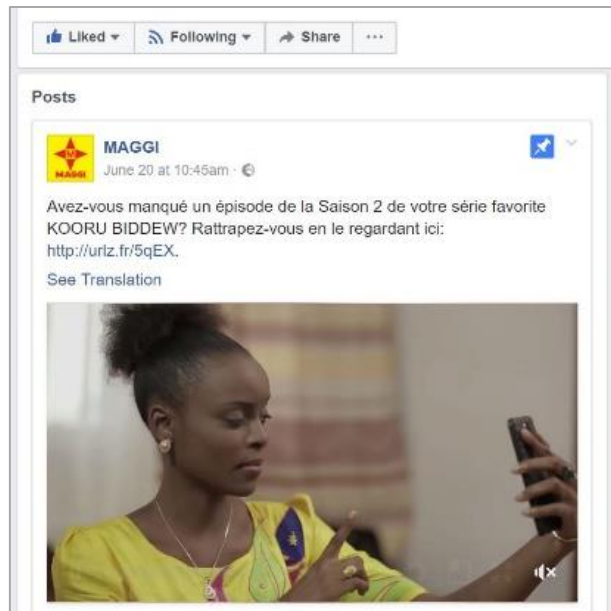 Liked Following Share ...
Posts
MAGGI
MAGGI
June 20 at 10:45am ·
Avez-vous manqué un épisode de la Saison 2 de votre série favorite
KOORU BIDDEW? Rattrapez-vous en le regardant ici:
http://urlz.fr/5qEX.
See Translation